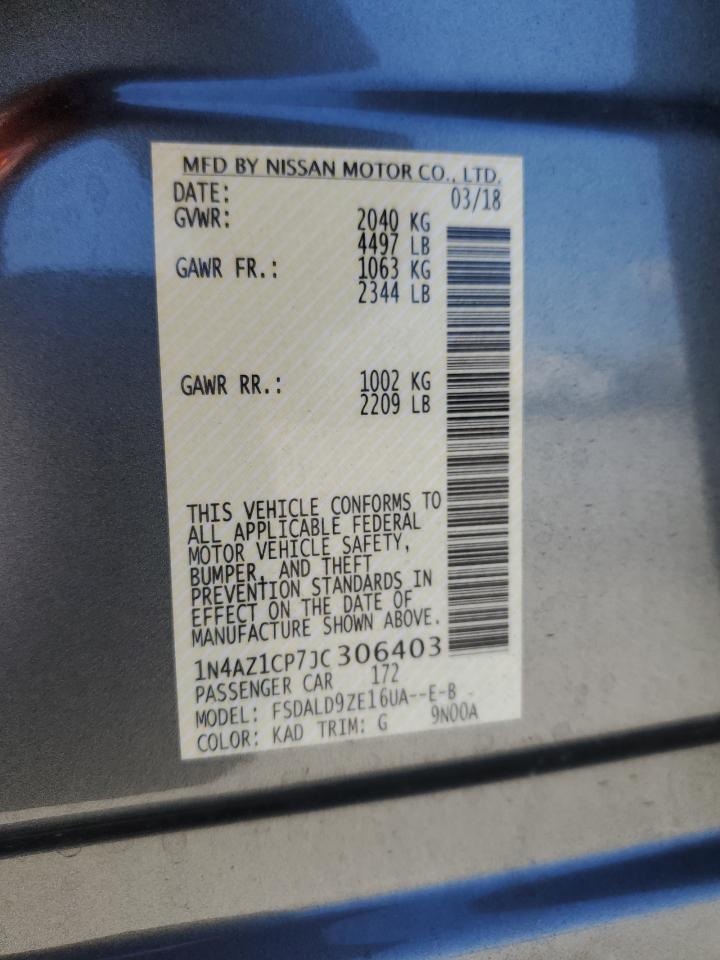 MFD BY NISSAN MOTOR CO., LTD.
DATE: 03/18
GVWR: 2040 KG
4497 LB
GAWR FR.: 1063 KG
2344 LB
GAWR RR.: 1002 KG
2209 LB
THIS VEHICLE CONFORMS TO
ALL APPLICABLE FEDERAL
MOTOR VEHICLE SAFETY,
BUMPER, AND THEFT
PREVENTION STANDARDS IN
EFFECT ON THE DATE OF
MANUFACTURE SHOWN ABOVE.
1N4AZ1CP7JC306403
PASSENGER CAR 172
MODEL: FSDALD9ZE16UA--E-B -
COLOR: KAD TRIM: G 9N00A